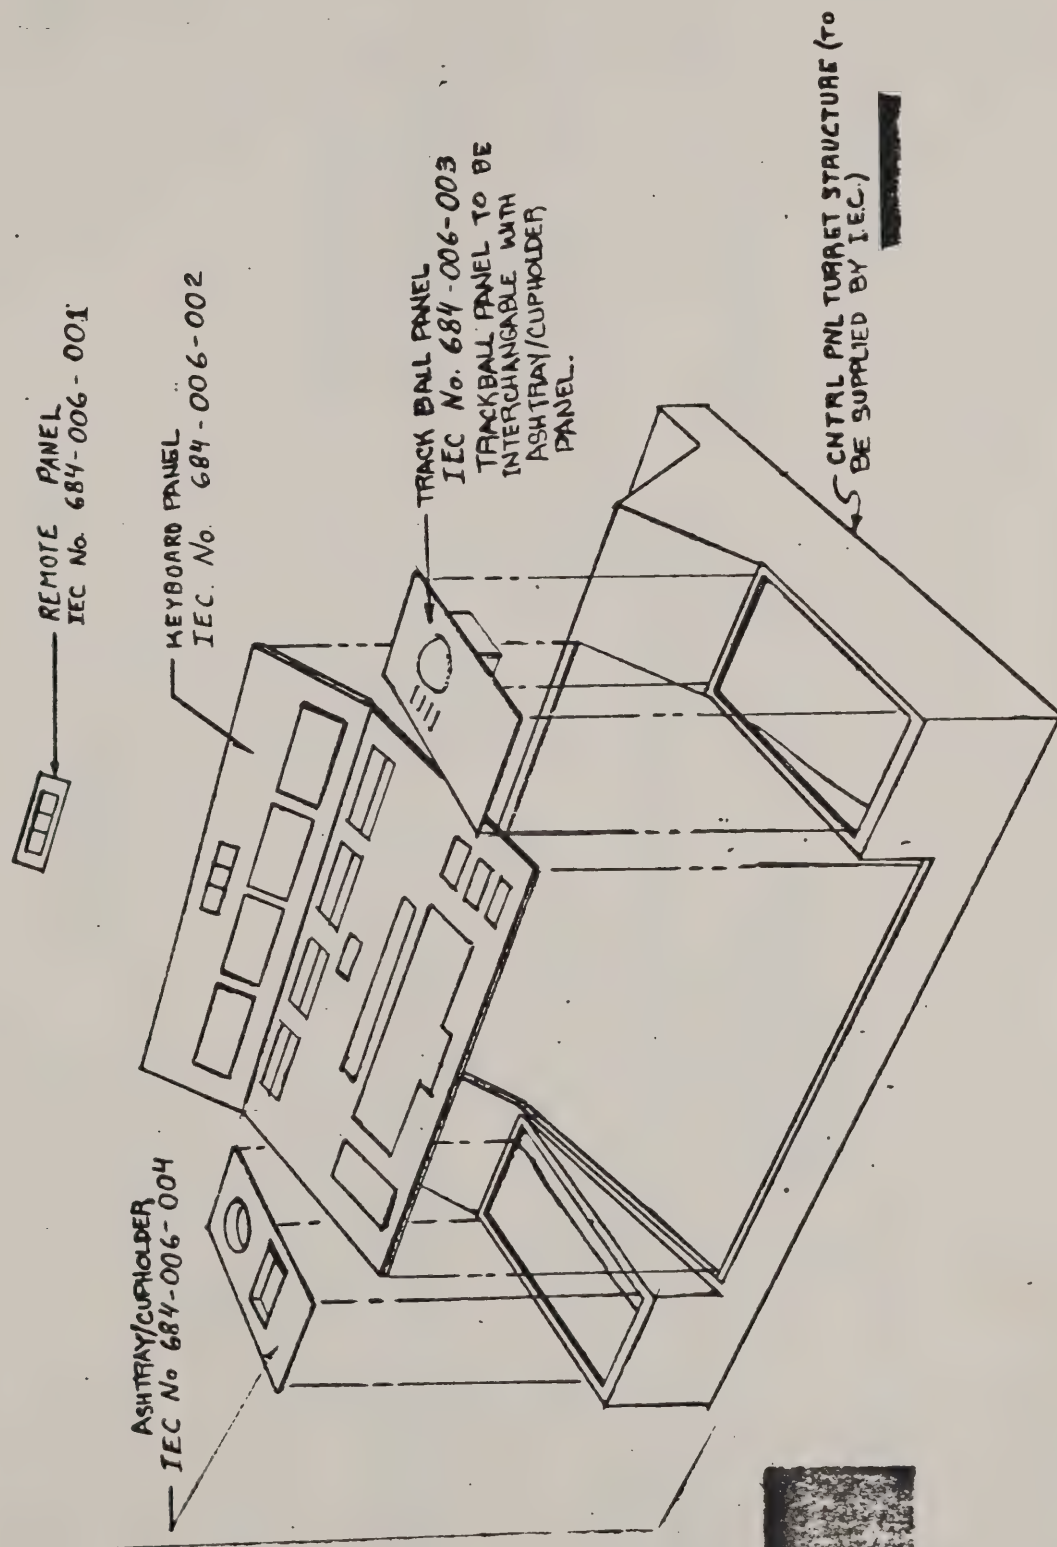 REMOTE PANEL
IEC No. 684-006-001
KEYBOARD PANEL
IEC. No. 684-006-002
TRACK BALL PANEL
IEC No. 684-006-003
TRACKBALL PANEL TO BE
INTERCHANGABLE WITH
ASHTRAY/CUPHOLDER
PANEL.
ASHTRAY/CUPHOLDER
IEC No 684-006-004
CNTRL PNL TURRET STRUCTURE (TO
BE SUPPLIED BY I.E.C.)